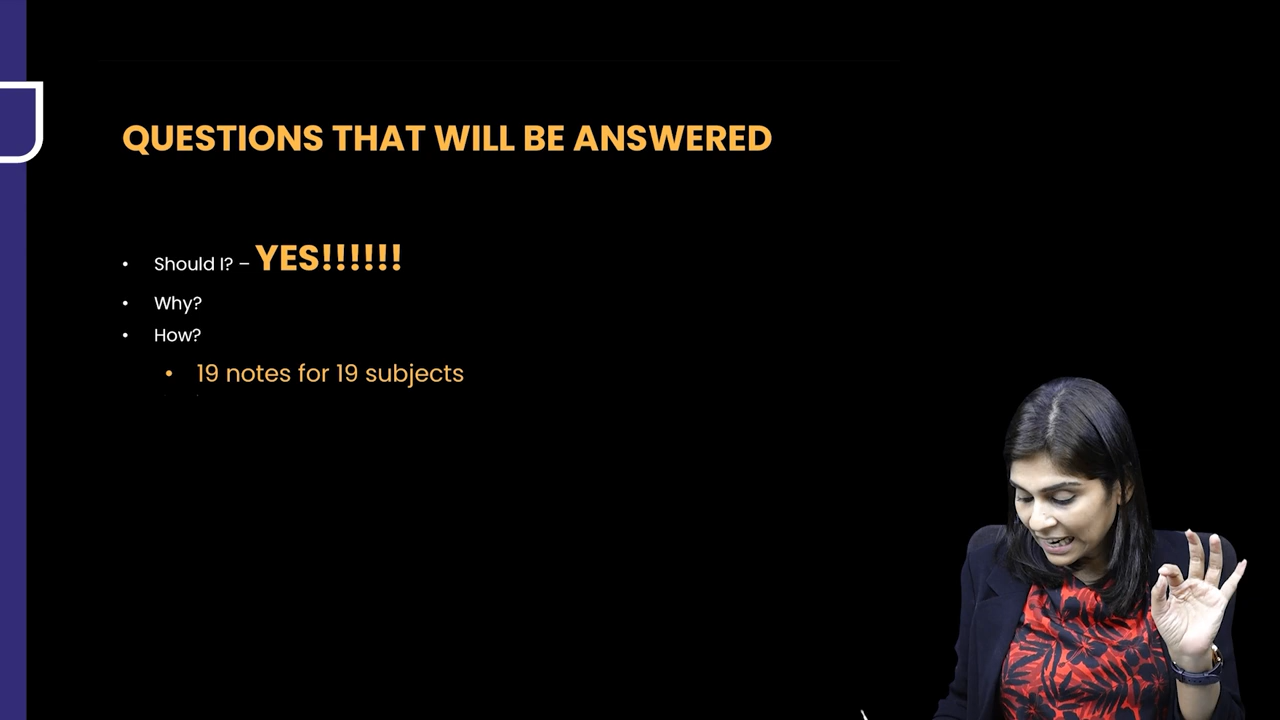 QUESTIONS THAT WILL BE ANSWERED
• Should I? – YES!!!!!!
• Why?
• How?
• 19 notes for 19 subjects